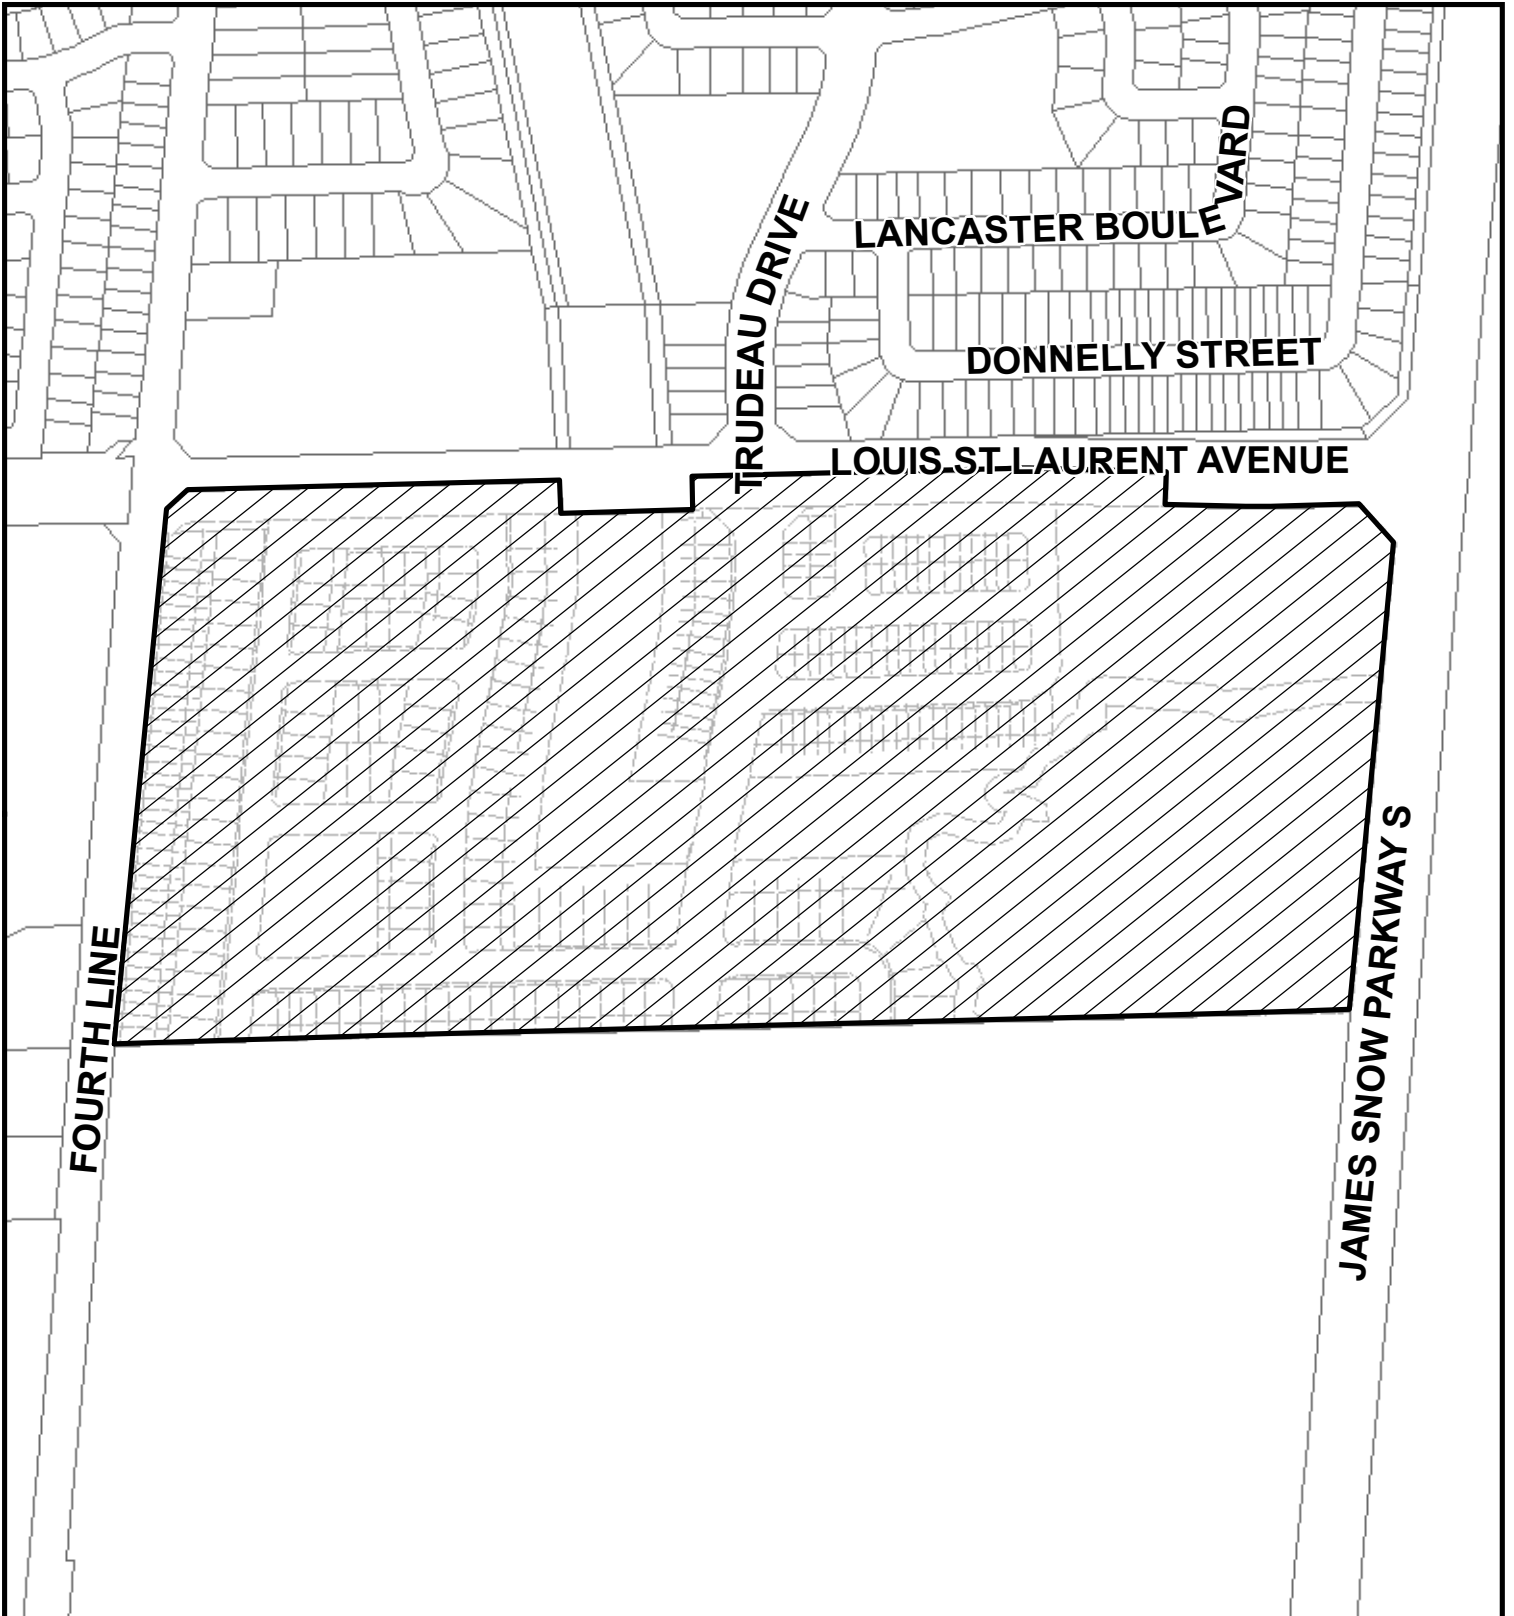 LANCASTER BOULEVARD
TRUDEAU DRIVE
DONNELLY STREET
LOUIS ST LAURENT AVENUE
FOURTH LINE
JAMES SNOW PARKWAY S